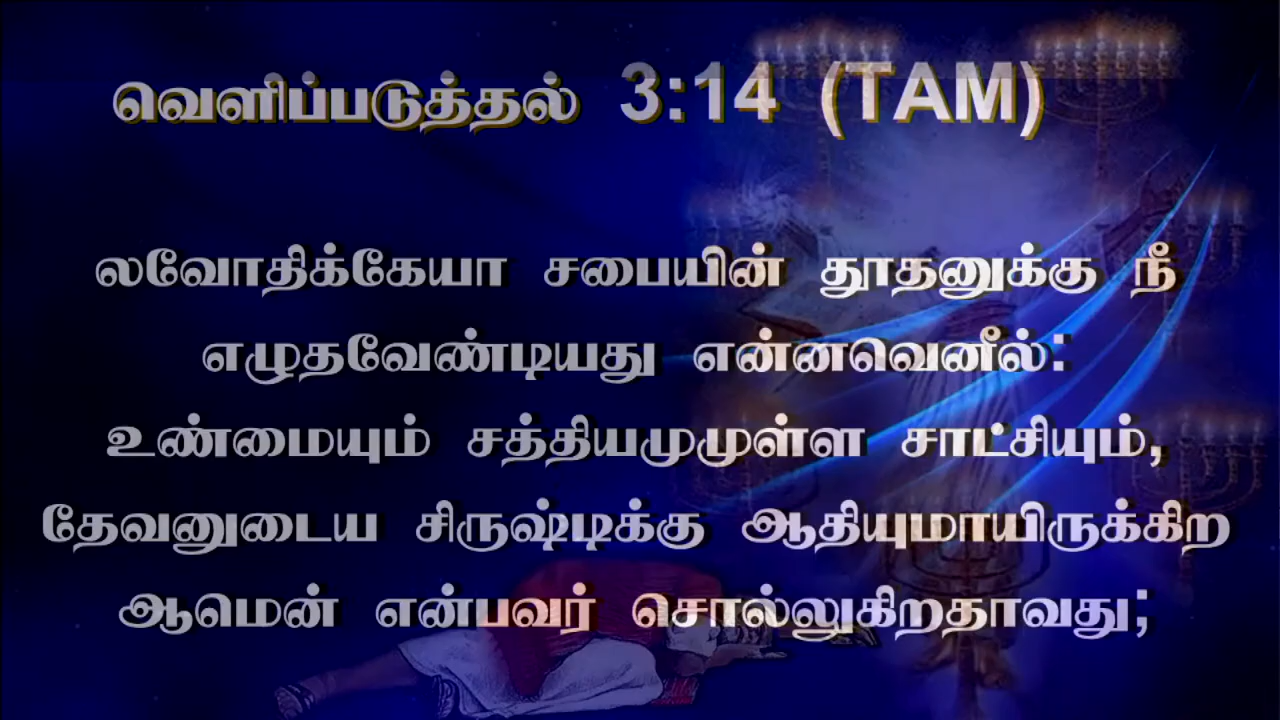 வெளிப்படுத்தல் 3:14 (TAM)
லவோதிக்கேயா சபையின் தூதனுக்கு நீ
எழுதவேண்டியது என்னவெனில்:
உண்மையும் சத்தியமுமுள்ள சாட்சியும்,
தேவனுடைய சிருஷ்டிக்கு ஆதியுமாயிருக்கிற
ஆமென் என்பவர் சொல்லுகிறதாவது;